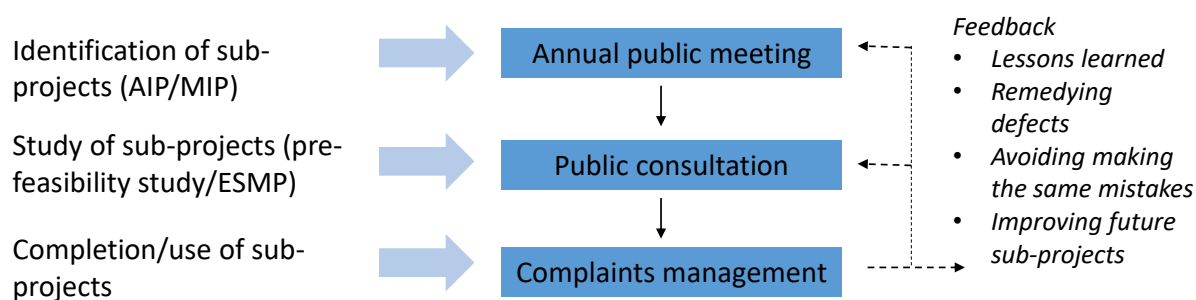 Identification of sub-
projects (AIP/MIP)
Annual public meeting
Study of sub-projects (pre-
feasibility study/ESMP)
Public consultation
Completion/use of sub-
projects
Complaints management
Feedback
• Lessons learned
• Remedying
defects
• Avoiding making
the same mistakes
• Improving future
sub-projects